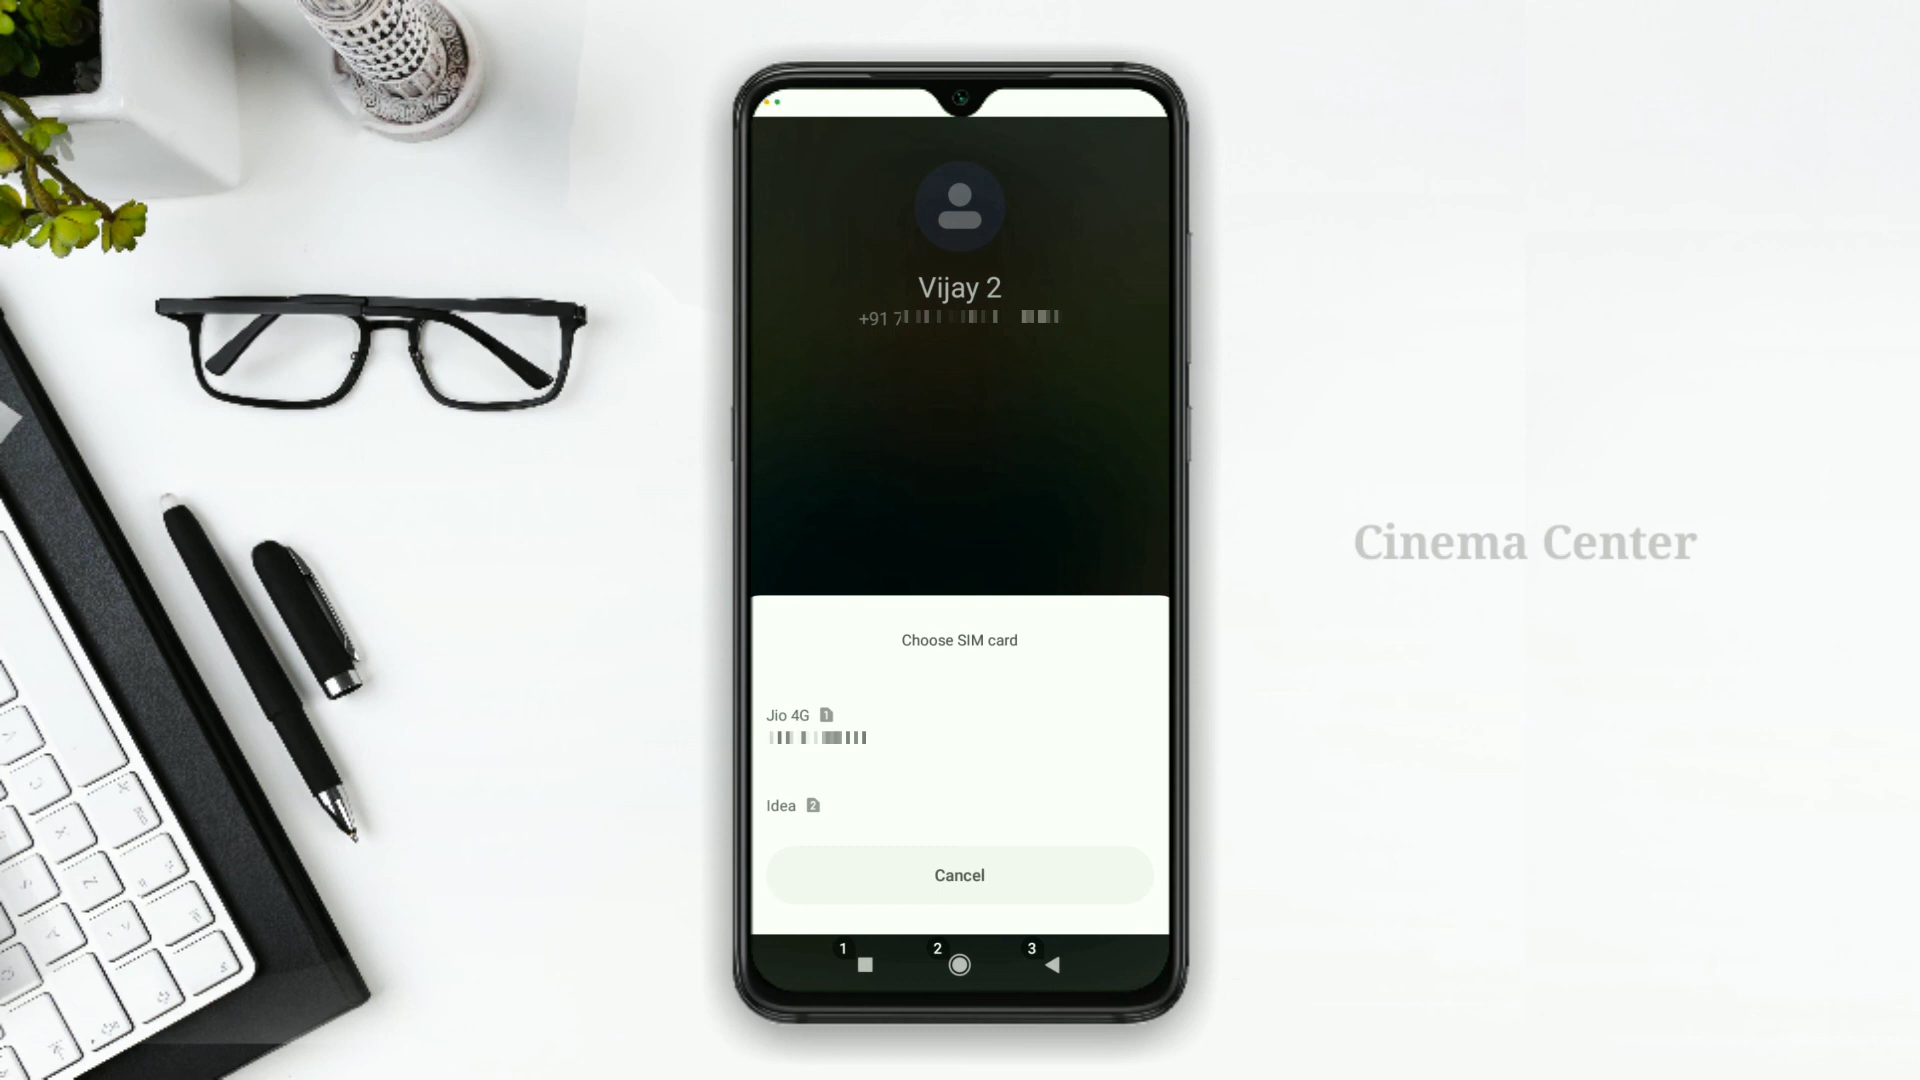 Vijay 2
+91 7
Choose SIM card
Jio 4G 1
Idea 2
Cancel
1 2 3
Cinema Center